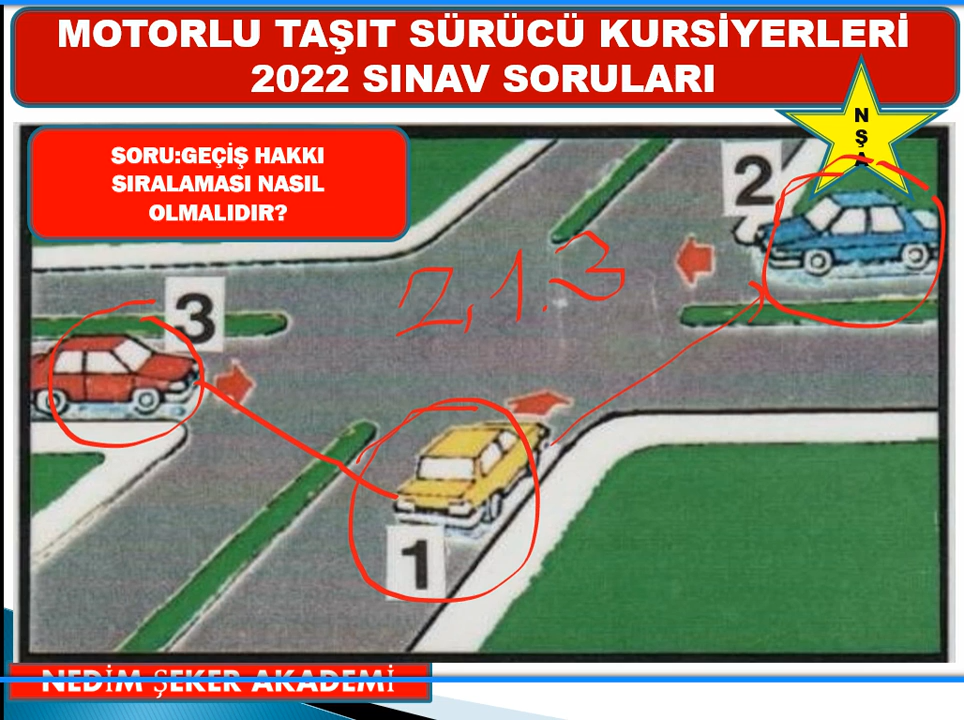 MOTORLU TAŞIT SÜRÜCÜ KURSİYERLERİ
2022 SINAV SORULARI
N
Ş
A
SORU:GEÇİŞ HAKKI
SIRALAMASI NASIL
OLMALIDIR?
2
3
2,1.3
1
NEDİM ŞEKER AKADEMİ